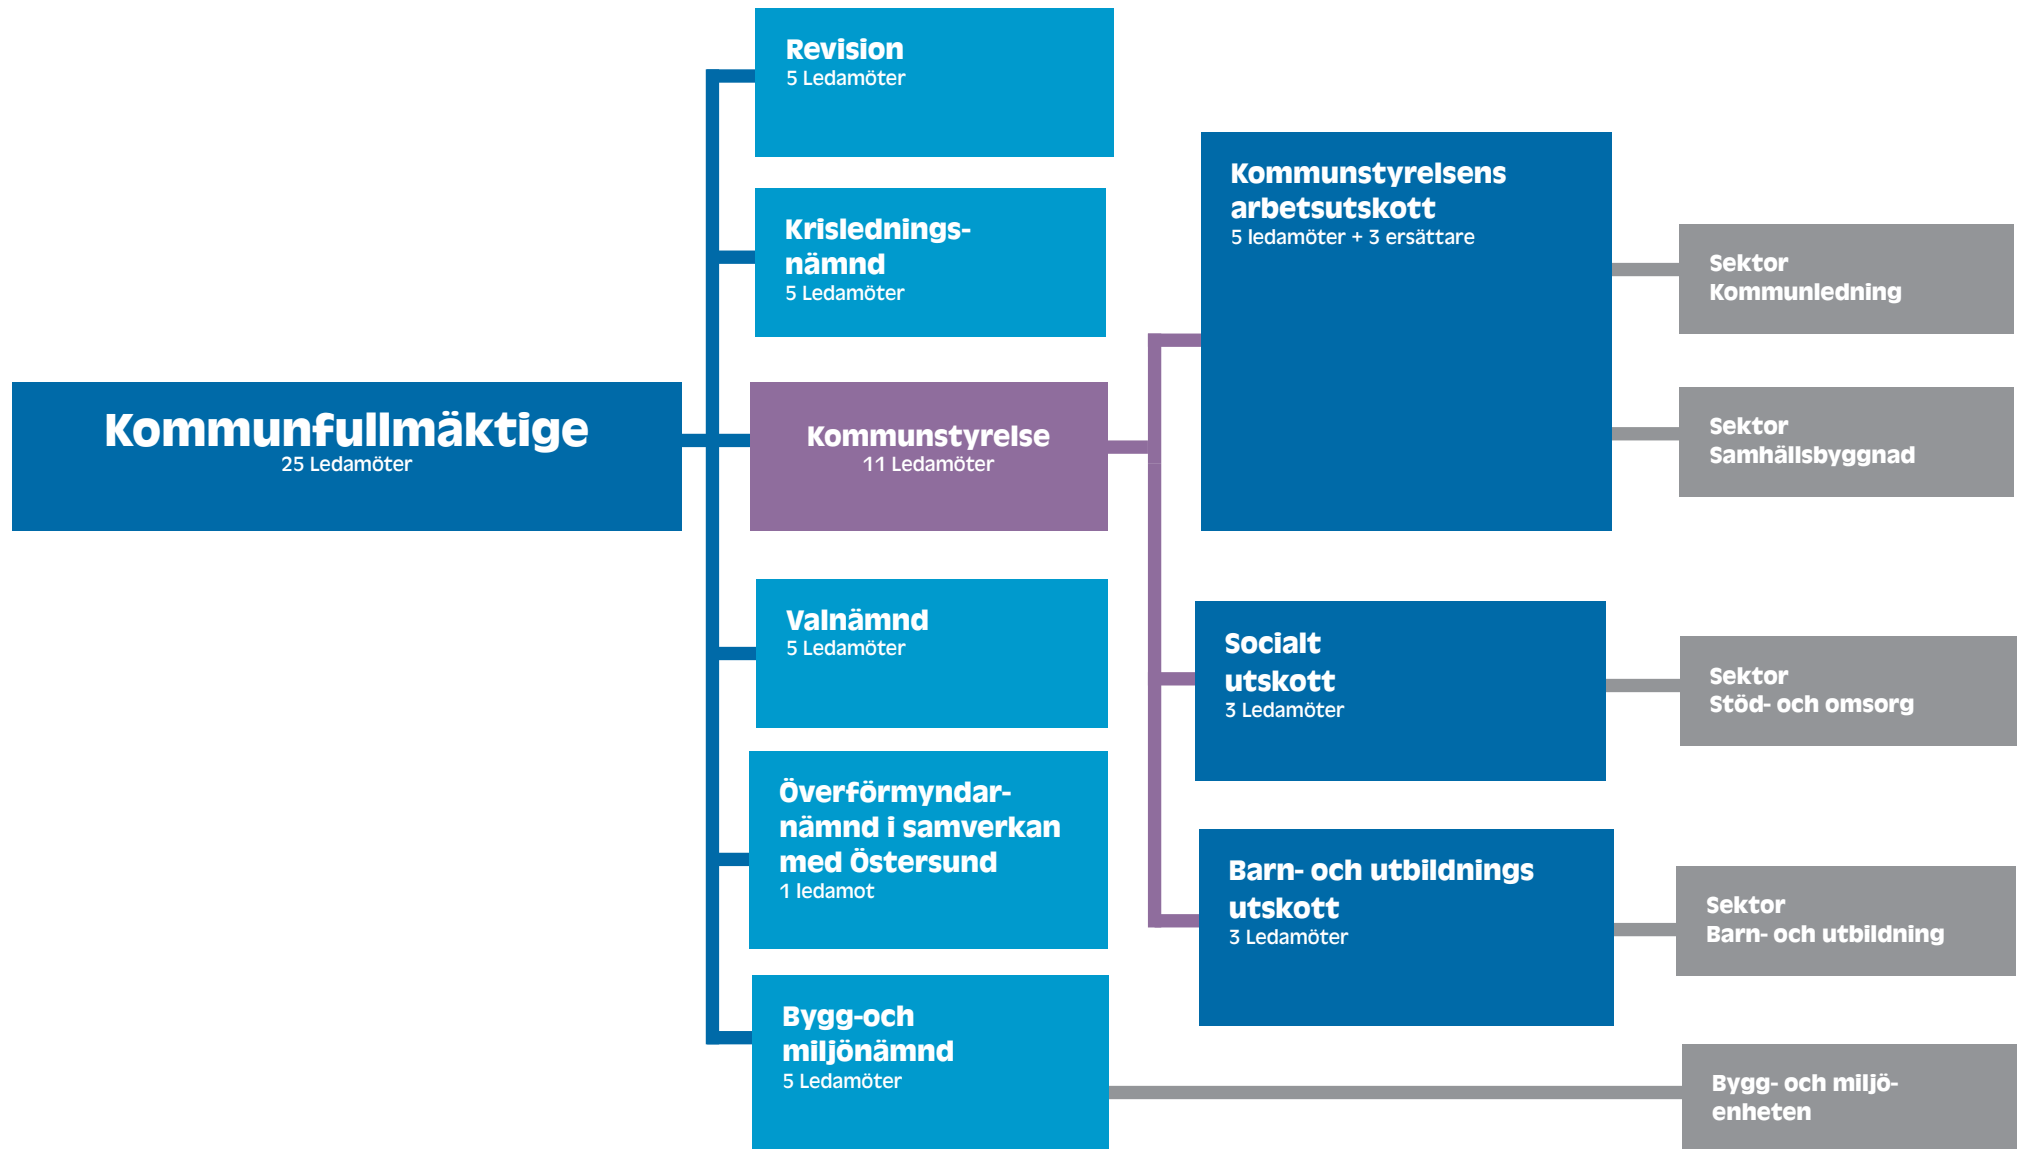 Kommunfullmäktige
25 Ledamöter
Revision
5 Ledamöter
Krislednings-
nämnd
5 Ledamöter
Kommunstyrelse
11 Ledamöter
Valnämnd
5 Ledamöter
Överförmyndar-
nämnd i samverkan
med Östersund
1 ledamot
Bygg-och
miljönämnd
5 Ledamöter
Kommunstyrelsens
arbetsutskott
5 ledamöter + 3 ersättare
Socialt
utskott
3 Ledamöter
Barn- och utbildnings
utskott
3 Ledamöter
Sektor
Kommunledning
Sektor
Samhällsbyggnad
Sektor
Stöd- och omsorg
Sektor
Barn- och utbildning
Bygg- och miljö-
enheten